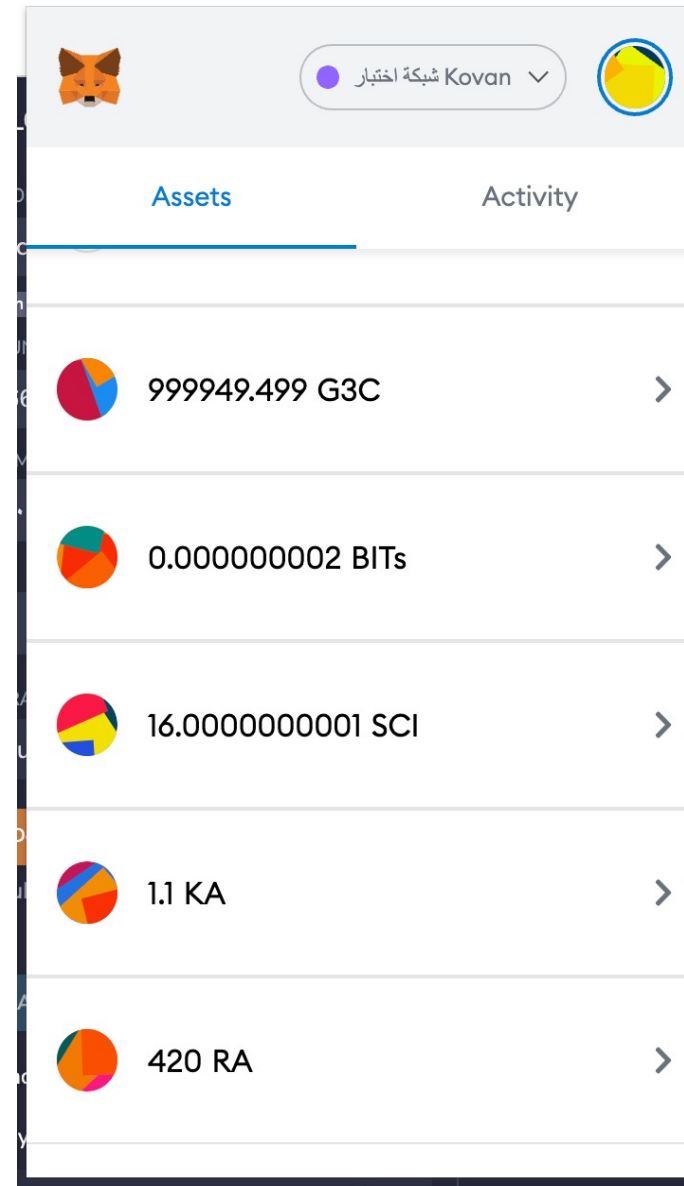 شبكة اختبار Kovan
Assets Activity
999949.499 G3C
0.000000002 BITs
16.0000000001 SCI
1.1 KA
420 RA